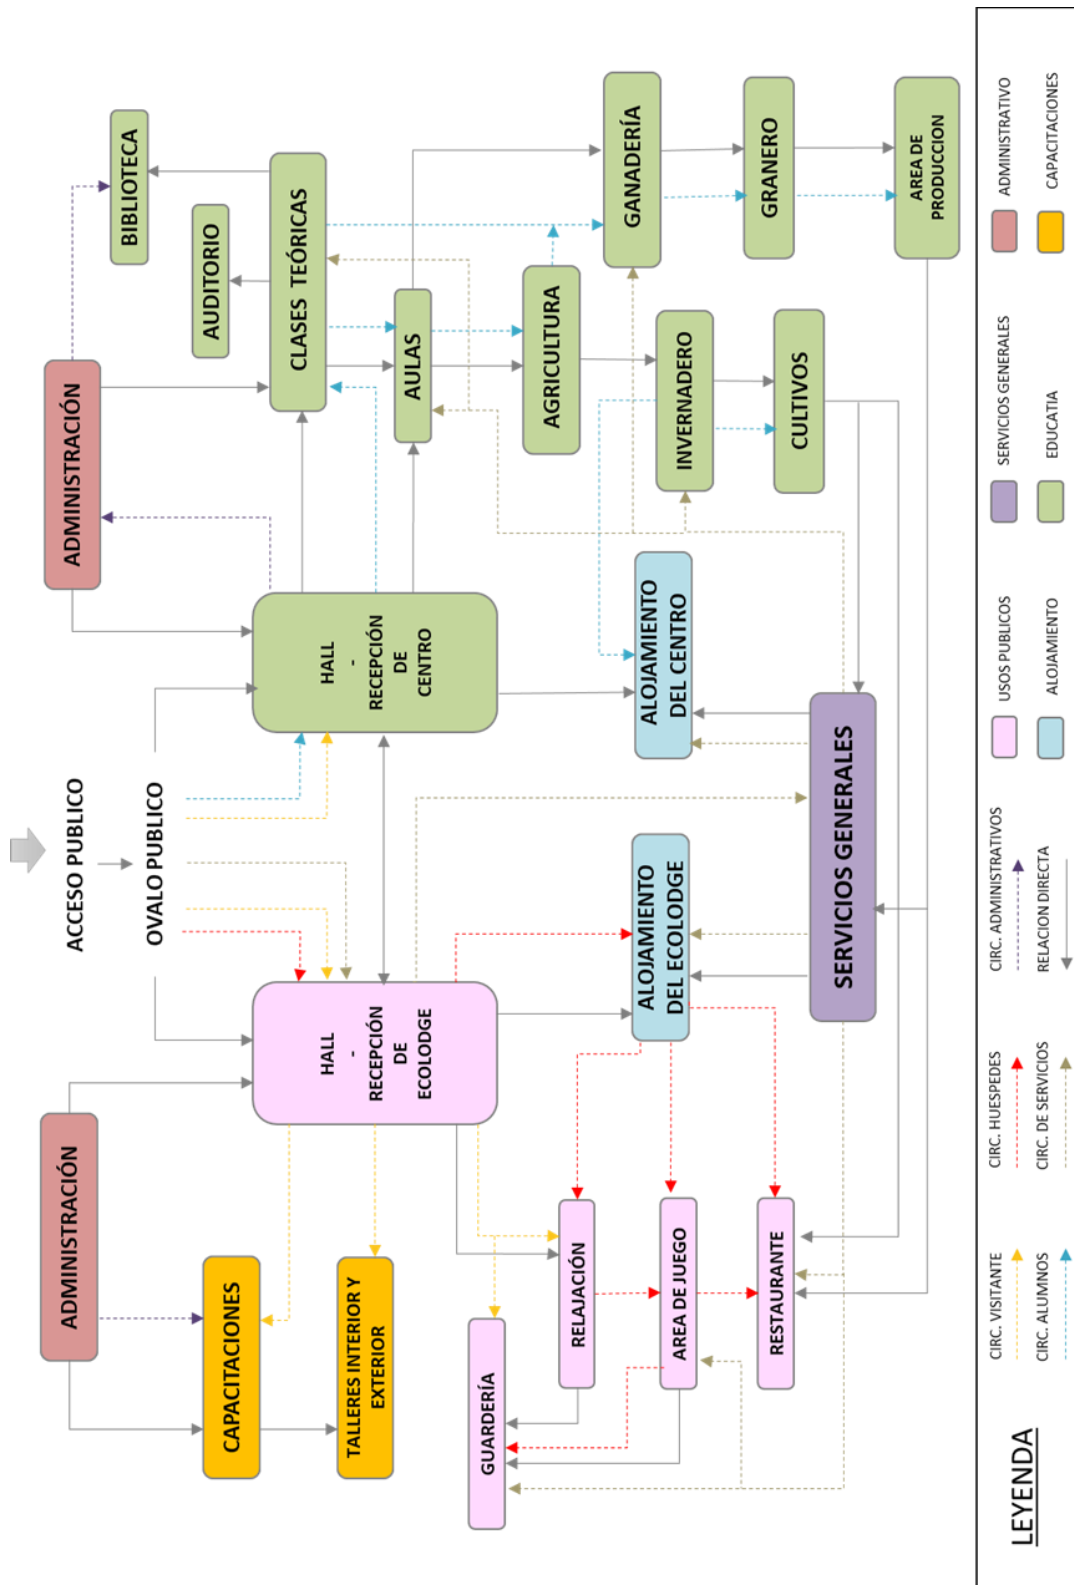 ACCESO PUBLICO
OVALO PUBLICO
ADMINISTRACIÓN
ADMINISTRACIÓN
CAPACITACIONES
TALLERES INTERIOR Y
EXTERIOR
HALL
-
RECEPCIÓN
DE
ECOLODGE
HALL
-
RECEPCIÓN
DE
CENTRO
BIBLIOTECA
AUDITORIO
CLASES TEÓRICAS
AULAS
GUARDERÍA
RELAJACIÓN
AREA DE JUEGO
RESTAURANTE
ALOJAMIENTO
DEL ECOLODGE
ALOJAMIENTO
DEL CENTRO
AGRICULTURA
INVERNADERO
CULTIVOS
GANADERÍA
GRANERO
AREA DE
PRODUCCION
SERVICIOS GENERALES
LEYENDA
CIRC. VISITANTE
CIRC. HUESPEDES
CIRC. ADMINISTRATIVOS
USOS PUBLICOS
SERVICIOS GENERALES
ADMINISTRATIVO
CIRC. ALUMNOS
CIRC. DE SERVICIOS
RELACION DIRECTA
ALOJAMIENTO
EDUCATIA
CAPACITACIONES